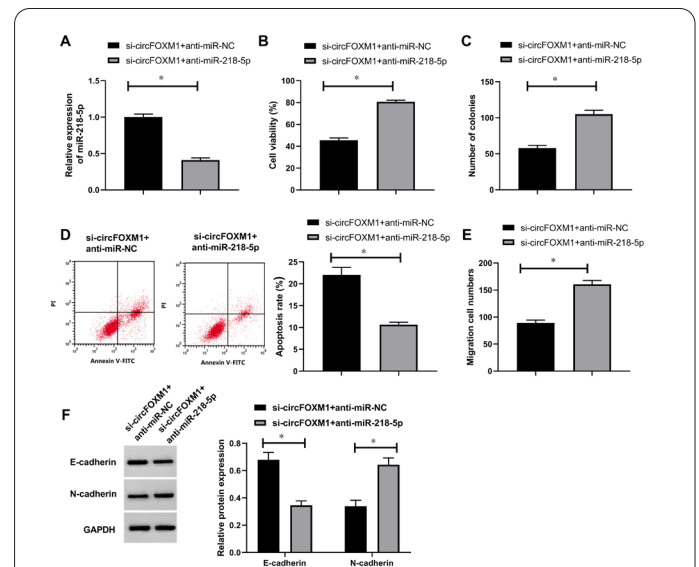 A
si-circFOXM1+anti-miR-NC
si-circFOXM1+anti-miR-218-5p
Relative expression
of miR-218-5p
1.5
1.0
0.5
0.0
*
B
si-circFOXM1+anti-miR-NC
si-circFOXM1+anti-miR-218-5p
Cell viability (%)
100
80
60
40
20
0
*
C
si-circFOXM1+anti-miR-NC
si-circFOXM1+anti-miR-218-5p
Number of colonies
150
100
50
0
*
D
si-circFOXM1+
anti-miR-NC
PI
Annexin V-FITC
si-circFOXM1+
anti-miR-218-5p
PI
Annexin V-FITC
si-circFOXM1+anti-miR-NC
si-circFOXM1+anti-miR-218-5p
Apoptosis rate (%)
25
20
15
10
5
0
*
E
si-circFOXM1+anti-miR-NC
si-circFOXM1+anti-miR-218-5p
Migration cell numbers
200
150
100
50
0
*
F
si-circFOXM1+
anti-miR-NC
si-circFOXM1+
anti-miR-218-5p
E-cadherin
N-cadherin
GAPDH
si-circFOXM1+anti-miR-NC
si-circFOXM1+anti-miR-218-5p
Relative protein expression
0.8
0.6
0.4
0.2
0.0
*
*
E-cadherin
N-cadherin